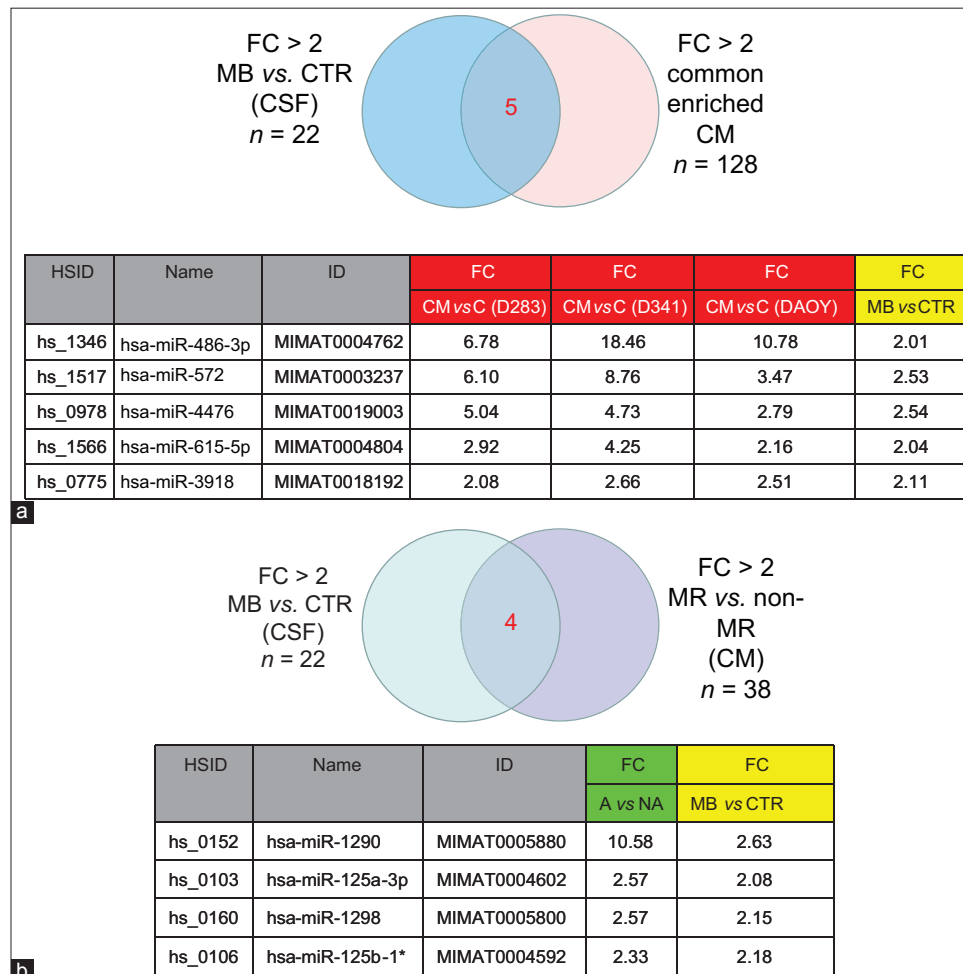 FC > 2
MB vs. CTR
(CSF)
n = 22
5
FC > 2
common
enriched
CM
n = 128
HSID Name ID FC FC FC FC
CM vs C (D283) CM vs C (D341) CM vs C (DAOY) MB vs CTR
hs_1346 hsa-miR-486-3p MIMAT0004762 6.78 18.46 10.78 2.01
hs_1517 hsa-miR-572 MIMAT0003237 6.10 8.76 3.47 2.53
hs_0978 hsa-miR-4476 MIMAT0019003 5.04 4.73 2.79 2.54
hs_1566 hsa-miR-615-5p MIMAT0004804 2.92 4.25 2.16 2.04
hs_0775 hsa-miR-3918 MIMAT0018192 2.08 2.66 2.51 2.11
a
FC > 2
MB vs. CTR
(CSF)
n = 22
4
FC > 2
MR vs. non-
MR
(CM)
n = 38
HSID Name ID FC FC
A vs NA MB vs CTR
hs_0152 hsa-miR-1290 MIMAT0005880 10.58 2.63
hs_0103 hsa-miR-125a-3p MIMAT0004602 2.57 2.08
hs_0160 hsa-miR-1298 MIMAT0005800 2.57 2.15
hs_0106 hsa-miR-125b-1* MIMAT0004592 2.33 2.18
b